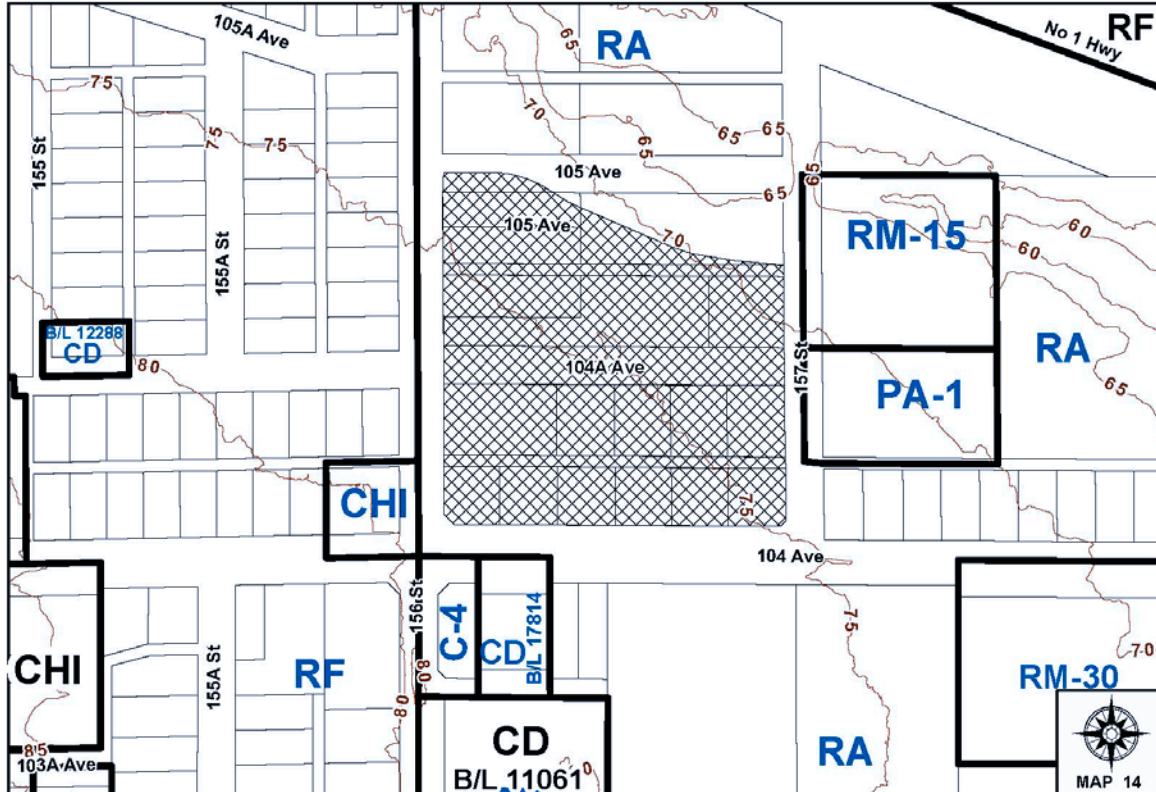 105A Ave
RA
No 1 Hwy
RF
65
75
70
65
65
75
75
65
155 St
105 Ave
65
65
105 Ave
70
RM-15
60
60
155A St
B/L 12288
CD
80
104A Ave
157 St
RA
PA-1
65
CHI
75
104 Ave
156 St
C-4
CD
B/L 17814
75
CHI
155A St
RF
80
80
70
RM-30
85
103A Ave
CD
B/L 11061
RA
MAP 14